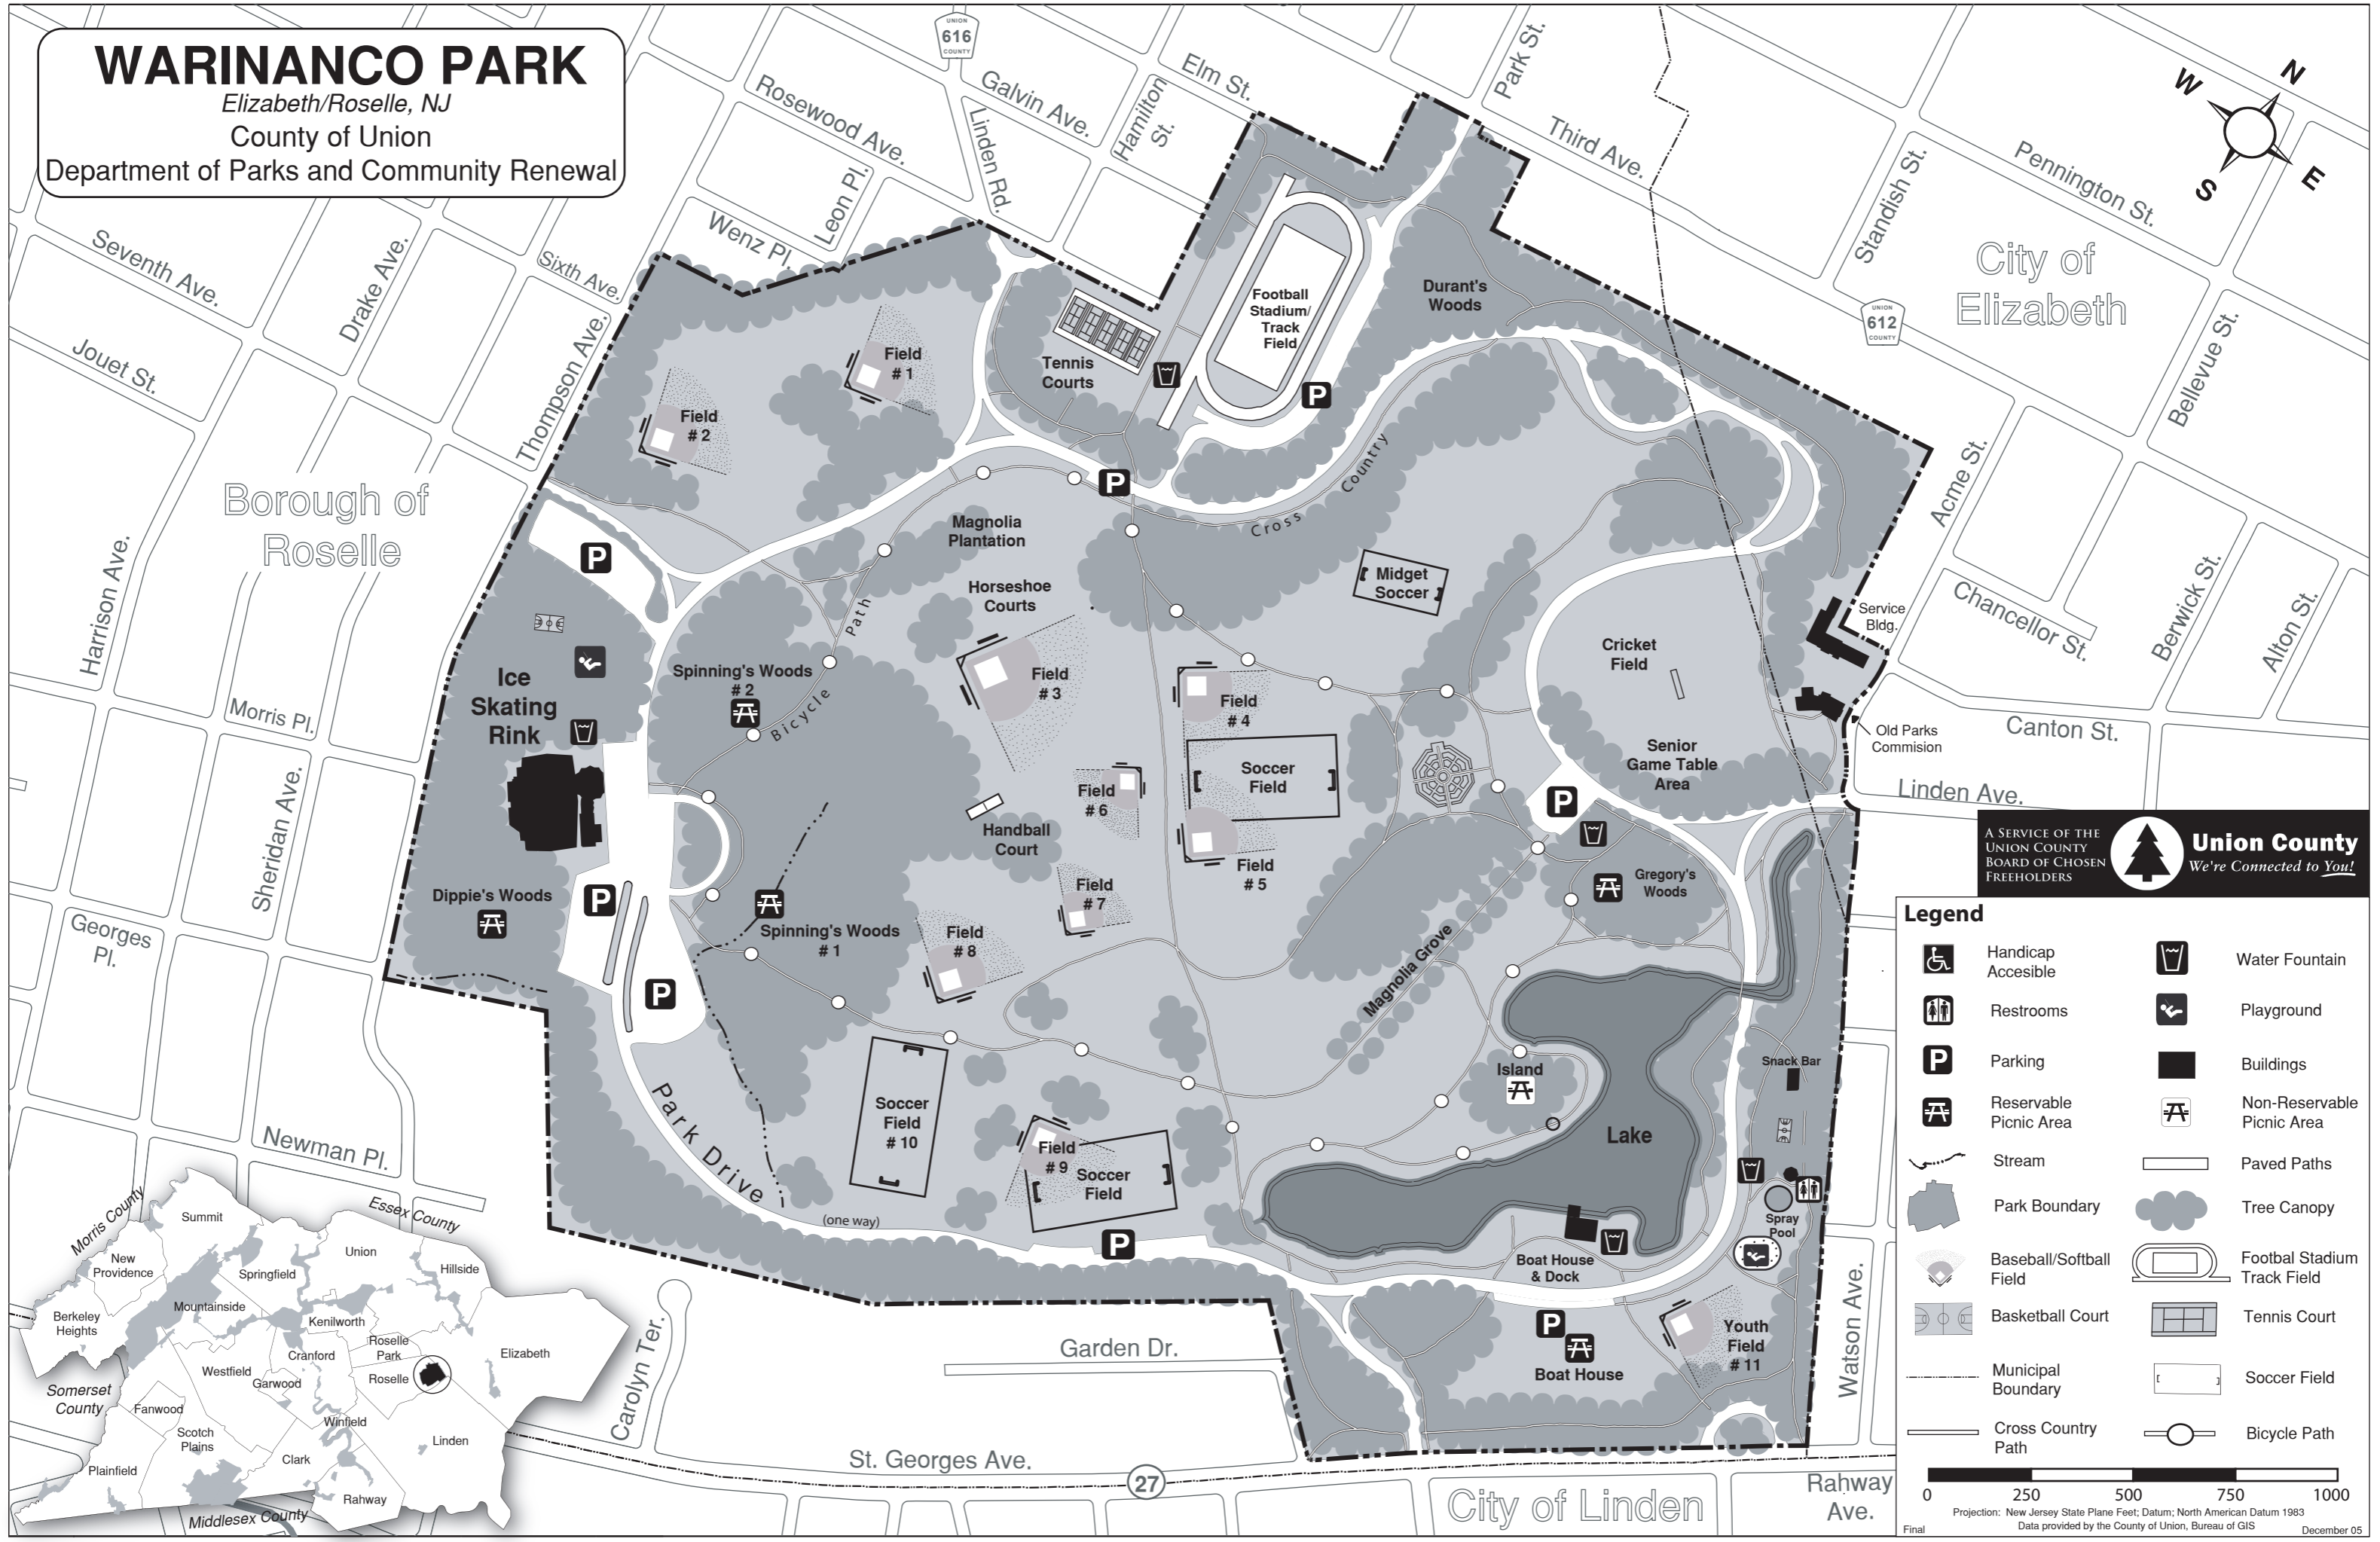 WARINANCO PARK
Elizabeth/Roselle, NJ
County of Union
Department of Parks and Community Renewal
UNION
616
COUNTY
Elm St.
Park St.
Galvin Ave.
Hamilton
St.
Rosewood Ave.
Linden Rd.
Leon Pl.
Wenz Pl.
Third Ave.
Pennington St.
Standish St.
N
W
E
S
City of
Elizabeth
UNION
612
COUNTY
Bellevue St.
Acme St.
Seventh Ave.
Drake Ave.
Sixth Ave.
Jouet St.
Thompson Ave.
Borough of
Roselle
Harrison Ave.
Morris Pl.
Sheridan Ave.
Georges
Pl.
Newman Pl.
Chancellor St.
Berwick St.
Alton St.
Canton St.
Linden Ave.
Football
Stadium/
Track
Field
Durant's
Woods
Tennis
Courts
P
Field
# 1
Field
# 2
P
Cross
Country
Magnolia
Plantation
P
Horseshoe
Courts
Path
Bicycle
Midget
Soccer
Service
Bldg.
Cricket
Field
Old Parks
Commision
Ice
Skating
Rink
Spinning's Woods
# 2
Field
# 3
Field
# 4
Senior
Game Table
Area
Soccer
Field
Field
# 6
P
Handball
Court
Field
# 5
Dippie's Woods
P
Field
# 7
Gregory's
Woods
Spinning's Woods
# 1
Field
# 8
P
Magnolia Grove
Island
Snack Bar
Soccer
Field
# 10
Park Drive
(one way)
Field
# 9
Soccer
Field
Lake
P
Spray
Pool
Boat House
& Dock
P
Boat House
Youth
Field
# 11
Garden Dr.
Carolyn Ter.
St. Georges Ave.
27
City of Linden
Watson Ave.
Rahway
Ave.
A Service of the
Union County
Board of Chosen
Freeholders
Union County
We're Connected to You!
Legend
Handicap
Accesible
Water Fountain
Restrooms
Playground
P
Parking
Buildings
Reservable
Picnic Area
Non-Reservable
Picnic Area
Stream
Paved Paths
Park Boundary
Tree Canopy
Baseball/Softball
Field
Footbal Stadium
Track Field
Basketball Court
Tennis Court
Municipal
Boundary
Soccer Field
Cross Country
Path
Bicycle Path
0 250 500 750 1000
Projection: New Jersey State Plane Feet; Datum; North American Datum 1983
Data provided by the County of Union, Bureau of GIS
Final
December 05
Morris County
Essex County
Summit
New
Providence
Union
Springfield
Hillside
Mountainside
Berkeley
Heights
Kenilworth
Roselle
Park
Cranford
Elizabeth
Westfield
Garwood
Roselle
Somerset
County
Fanwood
Winfield
Scotch
Plains
Linden
Clark
Plainfield
Rahway
Middlesex County